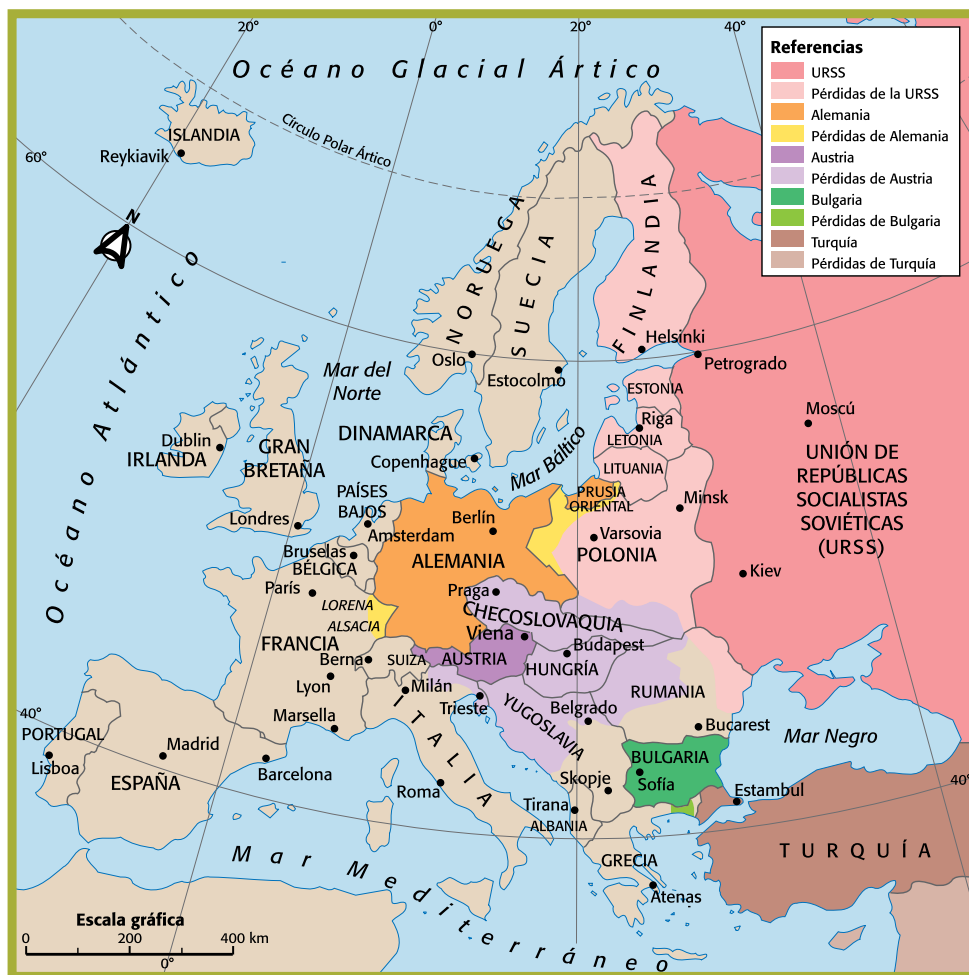 20°
0°
20°
40°
Océano Glacial Ártico
Círculo Polar Ártico
Referencias
URSS
Pérdidas de la URSS
Alemania
Pérdidas de Alemania
Austria
Pérdidas de Austria
Bulgaria
Pérdidas de Bulgaria
Turquía
Pérdidas de Turquía
ISLANDIA
Reykiavik
60°
N
Océano Atlántico
NORUEGA
SUECIA
FINLANDIA
Helsinki
Oslo
Estocolmo
Petrogrado
Mar del
Norte
ESTONIA
Riga
LETONIA
LITUANIA
Moscú
Dublin
IRLANDA
GRAN
BRETAÑA
DINAMARCA
Copenhague
Mar Báltico
UNIÓN DE
REPÚBLICAS
SOCIALISTAS
SOVIÉTICAS
(URSS)
PRUSIA
ORIENTAL
Minsk
PAÍSES
BAJOS
Londres
Amsterdam
Berlín
Varsovia
POLONIA
Bruselas
BÉLGICA
ALEMANIA
Kiev
París
LORENA
ALSACIA
Praga
CHECOSLOVAQUIA
FRANCIA
Viena
Budapest
Berna
SUIZA
AUSTRIA
HUNGRÍA
Lyon
Milán
Trieste
RUMANIA
YUGOSLAVIA
Belgrado
Marsella
ITALIA
Bucarest
Mar Negro
40°
PORTUGAL
Lisboa
Madrid
ESPAÑA
Barcelona
Roma
BULGARIA
Sofía
Skopje
Estambul
40°
Tirana
ALBANIA
TURQUÍA
GRECIA
Atenas
Mar Mediterráneo
Escala gráfica
0 200 400 km
0°